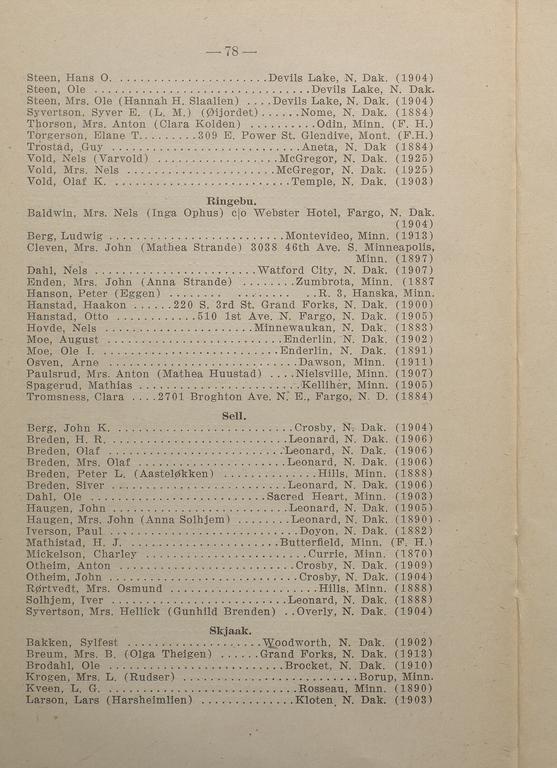 — 78 —
Steen, Hans O. ......................Devils Lake, N. Dak. (1904)
Steen, Ole ................................Devils Lake, N. Dak.
Steen, Mrs. Ole (Hannah H. Slaalien) ....Devils Lake, N. Dak. (1904)
Syvertson, Syver E. (L. M.) (Øijordet)......Nome, N. Dak. (1884)
Thorson, Mrs. Anton (Clara Kolden) ..........Odin, Minn. (F. H.)
Torgerson, Elane T.........309 E. Power St. Glendive, Mont. (F.H.)
Trostad, Guy ........................Aneta, N. Dak (1884)
Vold, Nels (Varvold) ..................McGregor, N. Dak. (1925)
Vold, Mrs. Nels ......................McGregor, N. Dak. (1925)
Vold, Olaf K. ..........................Temple, N. Dak. (1903)
Ringebu.
Baldwin, Mrs. Nels (Inga Ophus) c|o Webster Hotel, Fargo, N. Dak.
(1904)
Berg, Ludwig ..........................Montevideo, Minn. (1913)
Cleven, Mrs. John (Mathea Strande) 3038 46th Ave. S. Minneapolis,
Minn. (1897)
Dahl, Nels ........................Watford City, N. Dak. (1907)
Enden, Mrs. John (Anna Strande) ........Zumbrota, Minn. (1887
Hanson, Peter (Eggen) ........ .......... ..R. 3, Hanska, Minn.
Hanstad, Haakon ......220 S. 3rd St. Grand Forks, N. Dak. (1900)
Hanstad, Otto ............510 1st Ave. N. Fargo, N. Dak. (1905)
Hovde, Nels ........................Minnewaukan, N. Dak. (1883)
Moe, August ............................Enderlin, N. Dak. (1902)
Moe, Ole I. ............................Enderlin, N. Dak. (1891)
Osven, Arne ..............................Dawson, Minn. (1911)
Paulsrud, Mrs. Anton (Mathea Huustad) ....Nielsville, Minn. (1907)
Spagerud, Mathias ........................Kelliher, Minn. (1905)
Tromsness, Clara ....2701 Broghton Ave. N. E., Fargo, N. D. (1884)
Sell.
Berg, John K. ............................Crosby, N. Dak. (1904)
Breden, H. R. ..........................Leonard, N. Dak. (1906)
Breden, Olaf ..........................Leonard, N. Dak. (1906)
Breden, Mrs. Olaf ......................Leonard, N. Dak. (1906)
Breden, Peter L. (Aasteløkken) ..............Hills, Minn. (1888)
Breden, Siver ..........................Leonard, N. Dak. (1906)
Dahl, Ole ..........................Sacred Heart, Minn. (1903)
Haugen, John ..........................Leonard, N. Dak. (1905)
Haugen, Mrs. John (Anna Solhjem) ........Leonard, N. Dak. (1890)
Iverson, Paul ............................Doyon, N. Dak. (1882)
Mathistad, H. J. ......................Butterfield, Minn. (F. H.)
Mickelson, Charley ........................Currie, Minn. (1870)
Otheim, Anton ..........................Crosby, N. Dak. (1909)
Otheim, John ............................Crosby, N. Dak. (1904)
Rørtvedt, Mrs. Osmund ......................Hills, Minn. (1888)
Solhjem, Iver ..........................Leonard, N. Dak. (1888)
Syvertson, Mrs. Hellick (Gunhild Brenden) ..Overly, N. Dak. (1904)
Skjaak.
Bakken, Sylfest ......................Woodworth, N. Dak. (1902)
Breum, Mrs. B. (Olga Theigen) ......Grand Forks, N. Dak. (1913)
Brodahl, Ole ..........................Brocket, N. Dak. (1910)
Krogen, Mrs. L. (Rudser) ..........................Borup, Minn.
Kveen, L. G. ..............................Rosseau, Minn. (1890)
Larson, Lars (Harsheimlien) ..............Kloten, N. Dak. (1903)